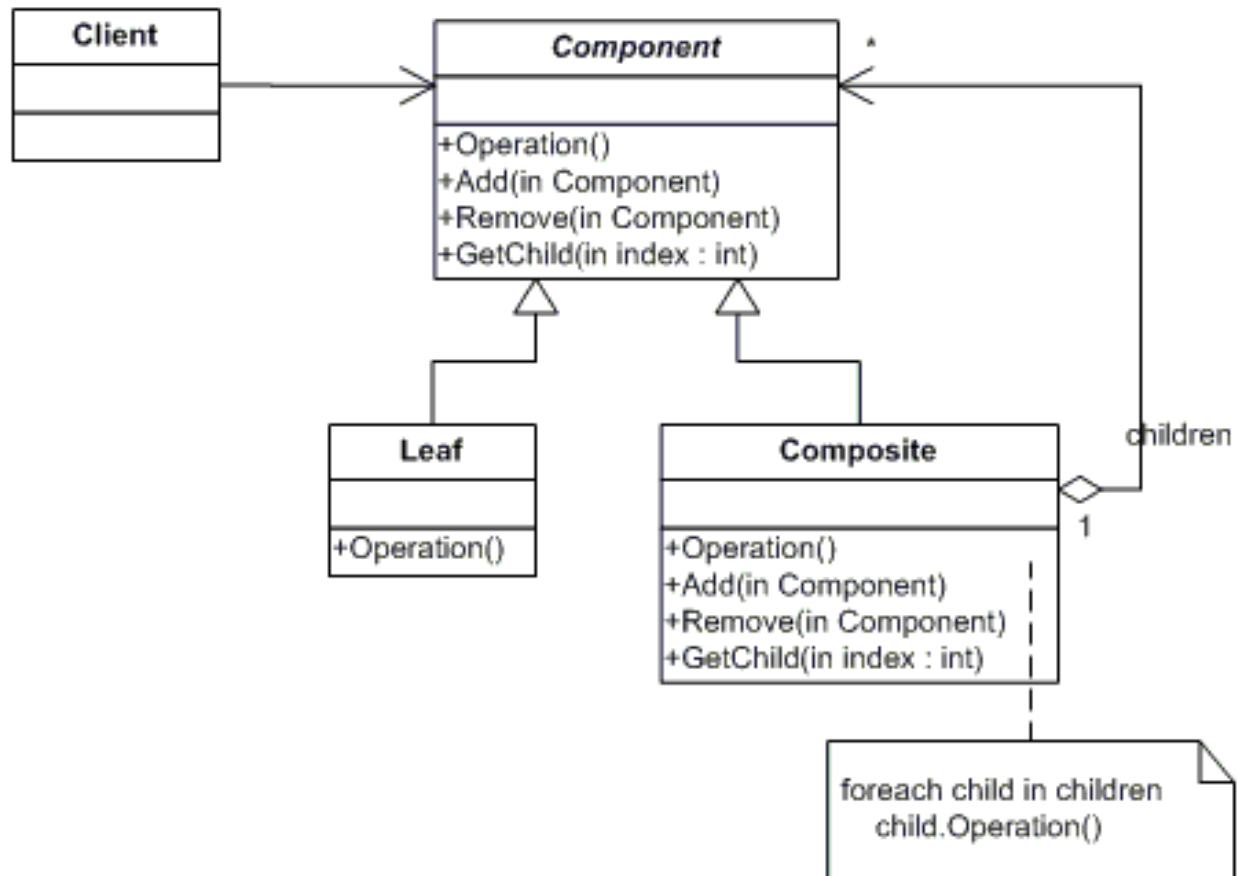 Client
Component
*
+Operation()
+Add(in Component)
+Remove(in Component)
+GetChild(in index : int)
Leaf
+Operation()
Composite
children
1
+Operation()
+Add(in Component)
+Remove(in Component)
+GetChild(in index : int)
foreach child in children
child.Operation()